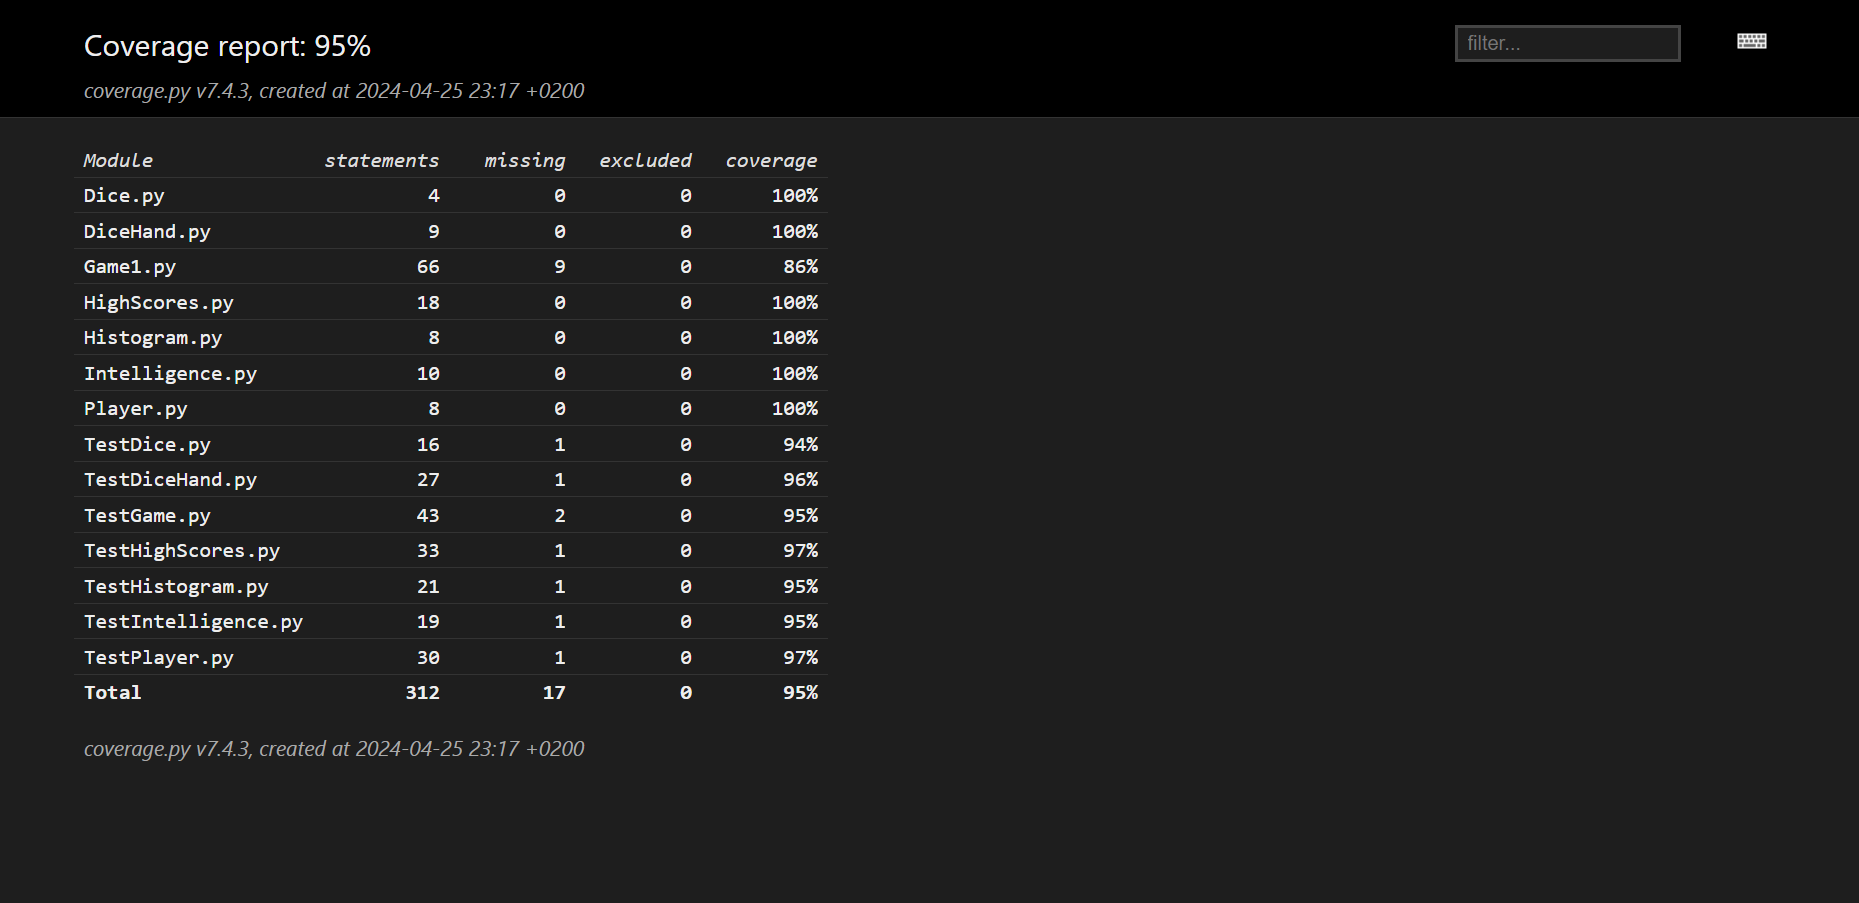 Coverage report: 95%
filter...
coverage.py v7.4.3, created at 2024-04-25 23:17 +0200
Module statements missing excluded coverage
Dice.py 4 0 0 100%
DiceHand.py 9 0 0 100%
Game1.py 66 9 0 86%
HighScores.py 18 0 0 100%
Histogram.py 8 0 0 100%
Intelligence.py 10 0 0 100%
Player.py 8 0 0 100%
TestDice.py 16 1 0 94%
TestDiceHand.py 27 1 0 96%
TestGame.py 43 2 0 95%
TestHighScores.py 33 1 0 97%
TestHistogram.py 21 1 0 95%
TestIntelligence.py 19 1 0 95%
TestPlayer.py 30 1 0 97%
Total 312 17 0 95%
coverage.py v7.4.3, created at 2024-04-25 23:17 +0200